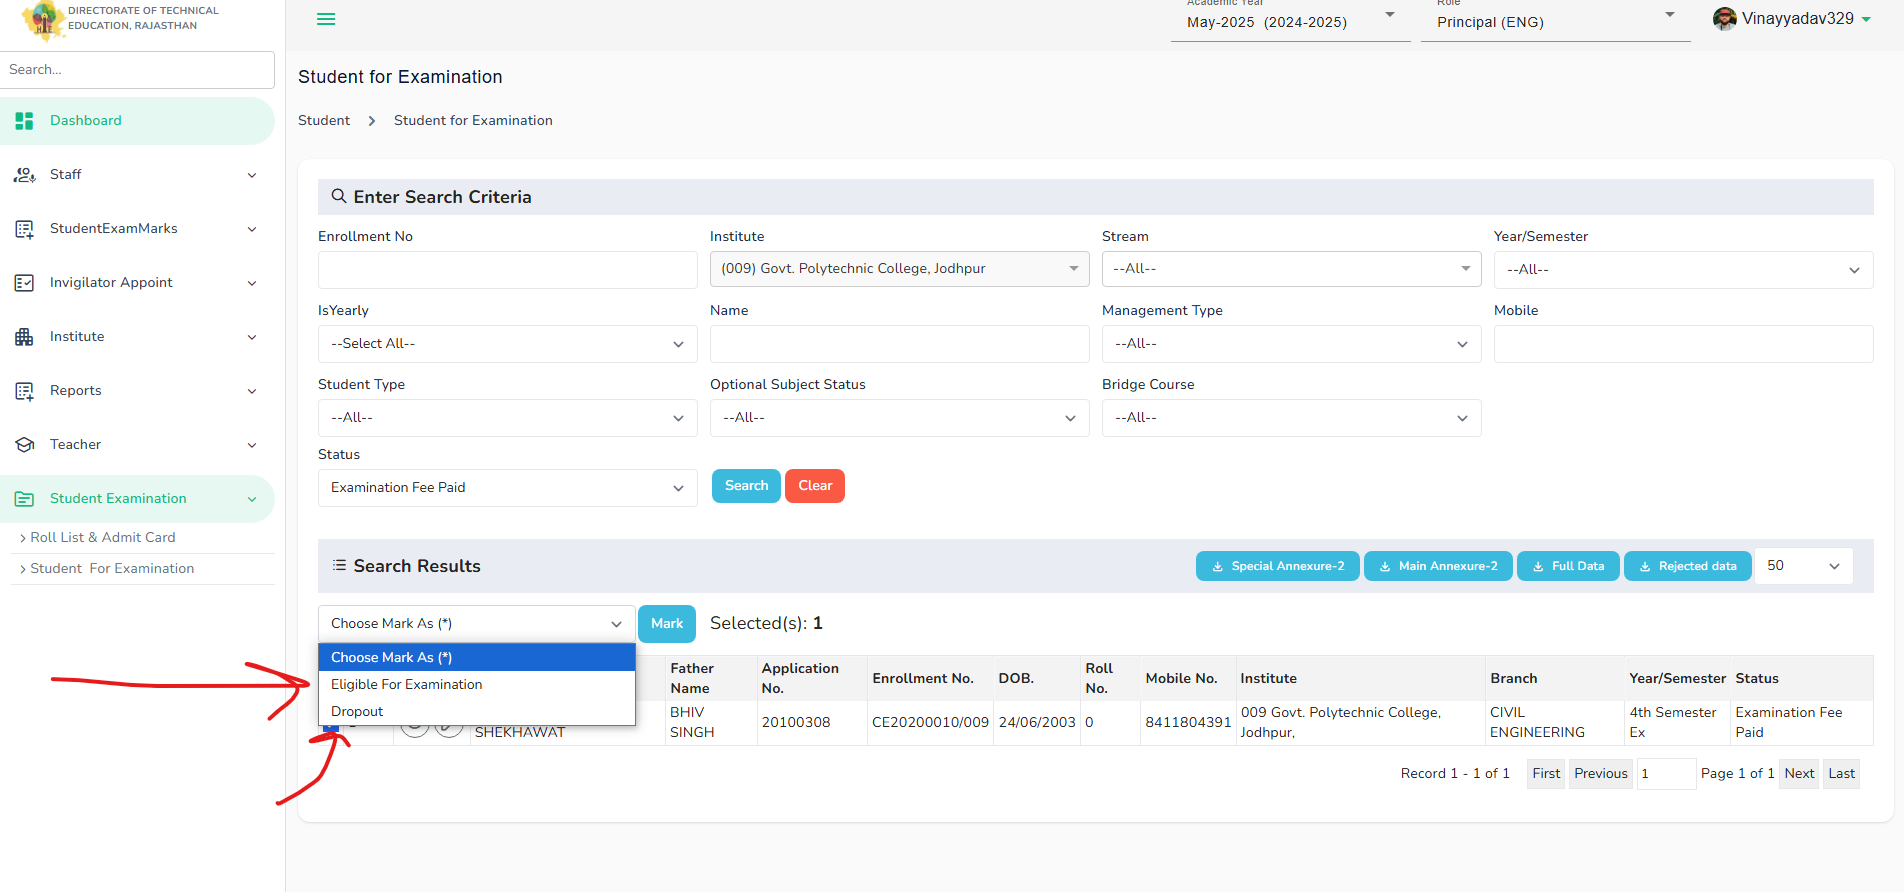 DIRECTORATE OF TECHNICAL
EDUCATION, RAJASTHAN
Academic Year
May-2025 (2024-2025)
Role
Principal (ENG)
Vinayyadav329
Search...
Dashboard
Staff
StudentExamMarks
Invigilator Appoint
Institute
Reports
Teacher
Student Examination
Roll List & Admit Card
Student For Examination
Student for Examination
Student > Student for Examination
Enter Search Criteria
Enrollment No
Institute
(009) Govt. Polytechnic College, Jodhpur
Stream
--All--
Year/Semester
--All--
IsYearly
--Select All--
Name
Management Type
--All--
Mobile
Student Type
--All--
Optional Subject Status
--All--
Bridge Course
--All--
Status
Examination Fee Paid
Search
Clear
Search Results
Special Annexure-2
Main Annexure-2
Full Data
Rejected data
50
Choose Mark As (*)
Mark
Selected(s): 1
Choose Mark As (*)
Eligible For Examination
Dropout
Father Name
Application No.
Enrollment No.
DOB.
Roll No.
Mobile No.
Institute
Branch
Year/Semester
Status
SHEKHAWAT
BHIV SINGH
20100308
CE20200010/009
24/06/2003
0
8411804391
009 Govt. Polytechnic College, Jodhpur,
CIVIL ENGINEERING
4th Semester Ex
Examination Fee Paid
Record 1 - 1 of 1
First
Previous
1
Page 1 of 1
Next
Last